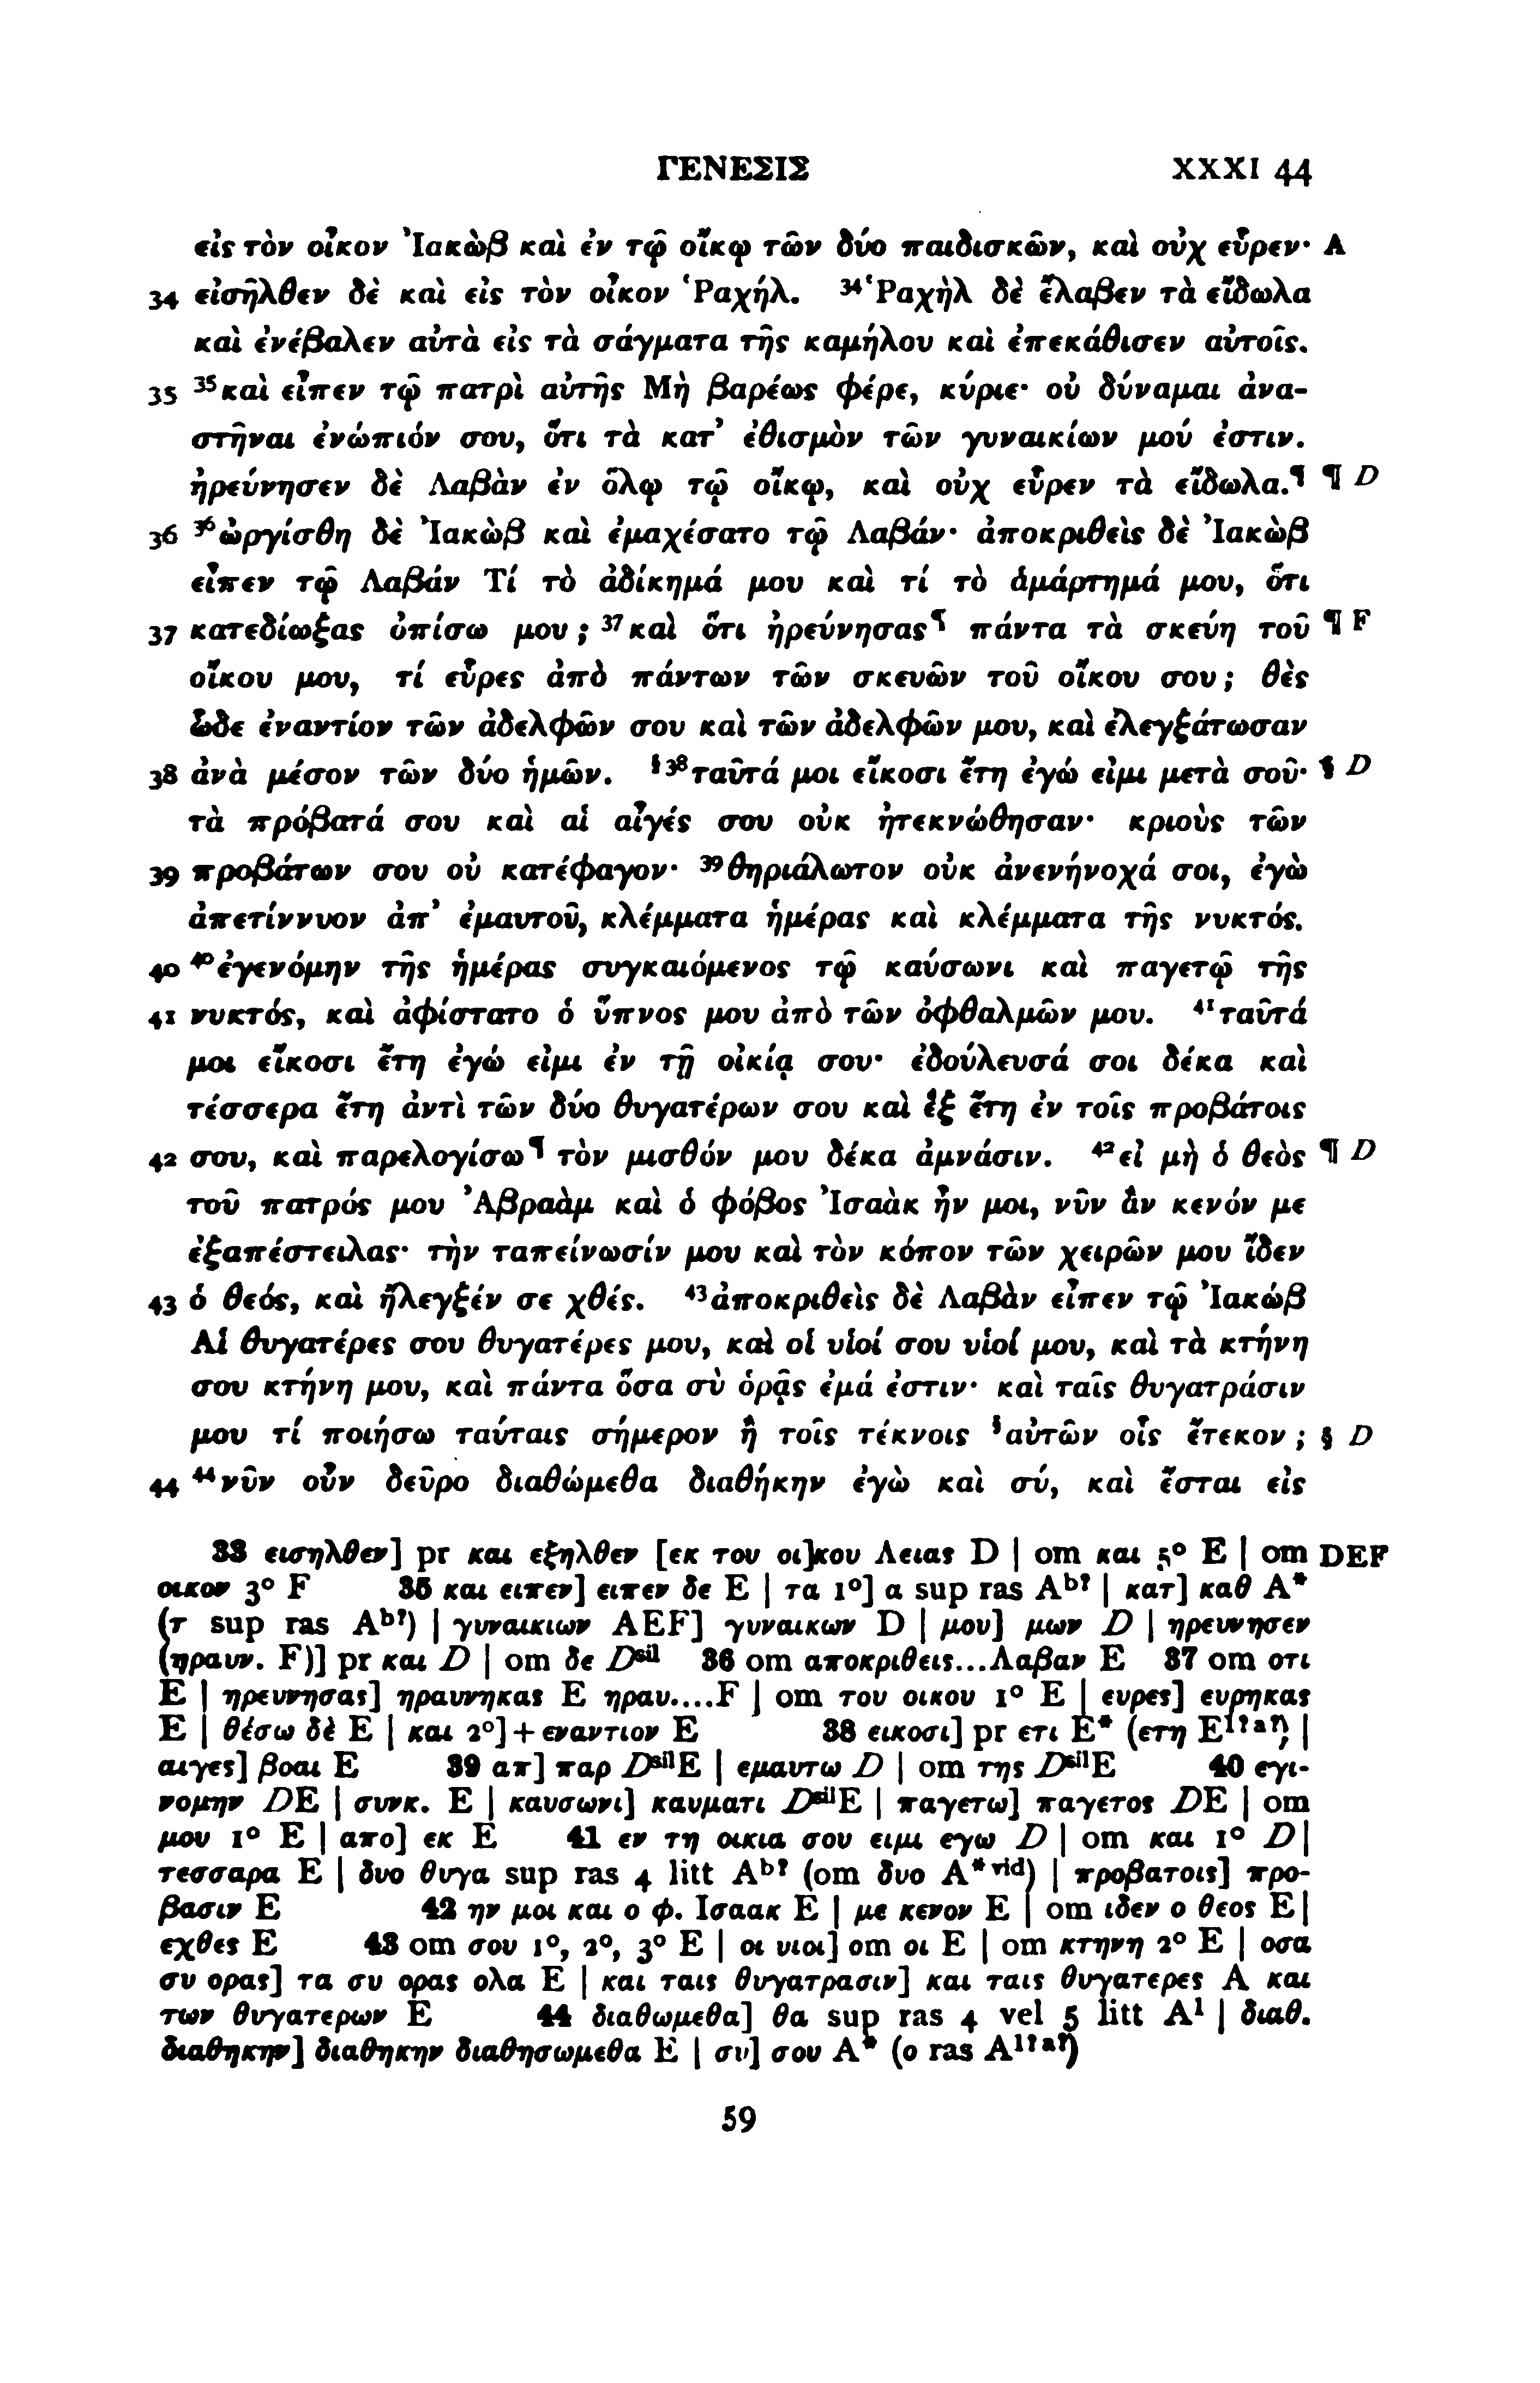 ΓΕΝΕΣΙΣ XXXI 44
εἰς τὸν οἶκον Ἰακὼβ καὶ ἐν τῷ οἴκῳ τῶν δύο παιδισκῶν, καὶ οὐχ εὗρεν· A
34 εἰσῆλθεν δὲ καὶ εἰς τὸν οἶκον Ῥαχήλ. ³⁴Ῥαχὴλ δὲ ἔλαβεν τὰ εἴδωλα
καὶ ἐνέβαλεν αὐτὰ εἰς τὰ σάγματα τῆς καμήλου καὶ ἐπεκάθισεν αὐτοῖς.
35 ³⁵καὶ εἶπεν τῷ πατρὶ αὐτῆς Μὴ βαρέως φέρε, κύριε· οὐ δύναμαι ἀνα-
στῆναι ἐνώπιόν σου, ὅτι τὰ κατ᾽ ἐθισμὸν τῶν γυναικίων μού ἐστιν.
ἠρεύνησεν δὲ Λαβὰν ἐν ὅλῳ τῷ οἴκῳ, καὶ οὐχ εὗρεν τὰ εἴδωλα.¶ ¶ D
36 ³⁶ὠργίσθη δὲ Ἰακὼβ καὶ ἐμαχέσατο τῷ Λαβάν· ἀποκριθεὶς δὲ Ἰακὼβ
εἶπεν τῷ Λαβάν Τί τὸ ἀδίκημά μου καὶ τί τὸ ἁμάρτημά μου, ὅτι
37 κατεδίωξας ὀπίσω μου; ³⁷καὶ ὅτι ἠρεύνησας¶ πάντα τὰ σκεύη τοῦ ¶ F
οἴκου μου, τί εὗρες ἀπὸ πάντων τῶν σκευῶν τοῦ οἴκου σου; θὲς
ὧδε ἐναντίον τῶν ἀδελφῶν σου καὶ τῶν ἀδελφῶν μου, καὶ ἐλεγξάτωσαν
38 ἀνὰ μέσον τῶν δύο ἡμῶν. §³⁸ταῦτά μοι εἴκοσι ἔτη ἐγώ εἰμι μετὰ σοῦ· § D
τὰ πρόβατά σου καὶ αἱ αἶγές σου οὐκ ἠτεκνώθησαν· κριοὺς τῶν
39 προβάτων σου οὐ κατέφαγον· ³⁹θηριάλωτον οὐκ ἀνενήνοχά σοι, ἐγὼ
ἀπετίννυον ἀπ᾽ ἐμαυτοῦ, κλέμματα ἡμέρας καὶ κλέμματα τῆς νυκτός.
40 ⁴⁰ἐγενόμην τῆς ἡμέρας συγκαιόμενος τῷ καύσωνι καὶ παγετῷ τῆς
41 νυκτός, καὶ ἀφίστατο ὁ ὕπνος μου ἀπὸ τῶν ὀφθαλμῶν μου. ⁴¹ταῦτά
μοι εἴκοσι ἔτη ἐγώ εἰμι ἐν τῇ οἰκίᾳ σου· ἐδούλευσά σοι δέκα καὶ
τέσσερα ἔτη ἀντὶ τῶν δύο θυγατέρων σου καὶ ἓξ ἔτη ἐν τοῖς προβάτοις
42 σου, καὶ παρελογίσω¶ τὸν μισθόν μου δέκα ἀμνάσιν. ⁴²εἰ μὴ ὁ θεὸς ¶ D
τοῦ πατρός μου Ἀβραὰμ καὶ ὁ φόβος Ἰσαὰκ ἦν μοι, νῦν ἂν κενόν με
ἐξαπέστειλας· τὴν ταπείνωσίν μου καὶ τὸν κόπον τῶν χειρῶν μου ἴδεν
43 ὁ θεός, καὶ ἤλεγξέν σε χθές. ⁴³ἀποκριθεὶς δὲ Λαβὰν εἶπεν τῷ Ἰακώβ
Αἱ θυγατέρες σου θυγατέρες μου, καὶ οἱ υἱοί σου υἱοί μου, καὶ τὰ κτήνη
σου κτήνη μου, καὶ πάντα ὅσα σὺ ὁρᾷς ἐμά ἐστιν· καὶ ταῖς θυγατράσιν
μου τί ποιήσω ταύταις σήμερον ἢ τοῖς τέκνοις §αὐτῶν οἷς ἔτεκον; § D
44 ⁴⁴νῦν οὖν δεῦρο διαθώμεθα διαθήκην ἐγὼ καὶ σύ, καὶ ἔσται εἰς
33 εισηλθεν] pr και εξηλθεν [εκ του οι]κου Λειας D | om και 5° E | om DEF
οικον 3° F 35 και ειπεν] ειπεν δε E | τα 1°] α sup ras Aᵇ? | κατ] καθ A*
(τ sup ras Aᵇ?) | γυναικιων AEF] γυναικων D | μου] μων D | ηρευνησεν
(ηραυν. F)] pr και D | om δε Dˢⁱˡ 36 om αποκριθεις...Λαβαν E 37 om οτι
E | ηρευνησας] ηραυνηκας E ηραυ....F | om του οικου 1° E | ευρες] ευρηκας
E | θέσω δὲ E | και 2°]+εναντιον E 38 εικοσι] pr ετι E* (ετη E¹?ᵃ?) |
αιγες] βοαι E 39 απ] παρ DˢⁱˡE | εμαυτω D | om της DˢⁱˡE 40 εγι-
νομην DE | συνκ. E | καυσωνι] καυματι DˢⁱˡE | παγετω] παγετος DE | om
μου 1° E | απο] εκ E 41 εν τη οικια σου ειμι εγω D | om και 1° D |
τεσσαρα E | δυο θυγα sup ras 4 litt Aᵇ? (om δυο A*ᵛⁱᵈ) | προβατοις] προ-
βασιν E 42 ην μοι και ο φ. Ισαακ E | με κενον E | om ιδεν ο θεος E |
εχθες E 43 om σου 1°, 2°, 3° E | οι υιοι] om οι E | om κτηνη 2° E | οσα
συ ορας] τα συ ορας ολα E | και ταις θυγατρασιν] και ταις θυγατερες A και
των θυγατερων E 44 διαθωμεθα] θα sup ras 4 vel 5 litt A¹ | διαθ.
διαθηκην] διαθηκην διαθησωμεθα E | συ] σου A* (ο ras A¹?ᵃ?)
59